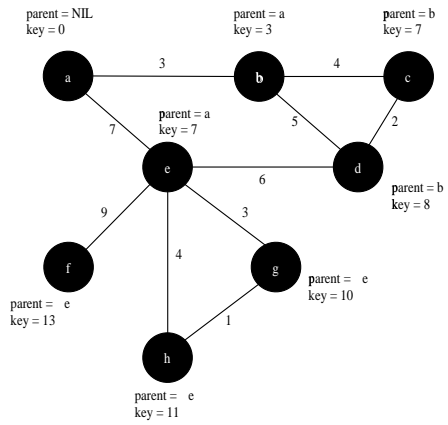 parent = NIL
key = 0
parent = a
key = 3
parent = b
key = 7
a
3
b
4
c
7
parent = a
key = 7
5
2
e
6
d
parent = b
key = 8
9
3
4
f
g
parent = e
key = 13
parent = e
key = 10
1
h
parent = e
key = 11